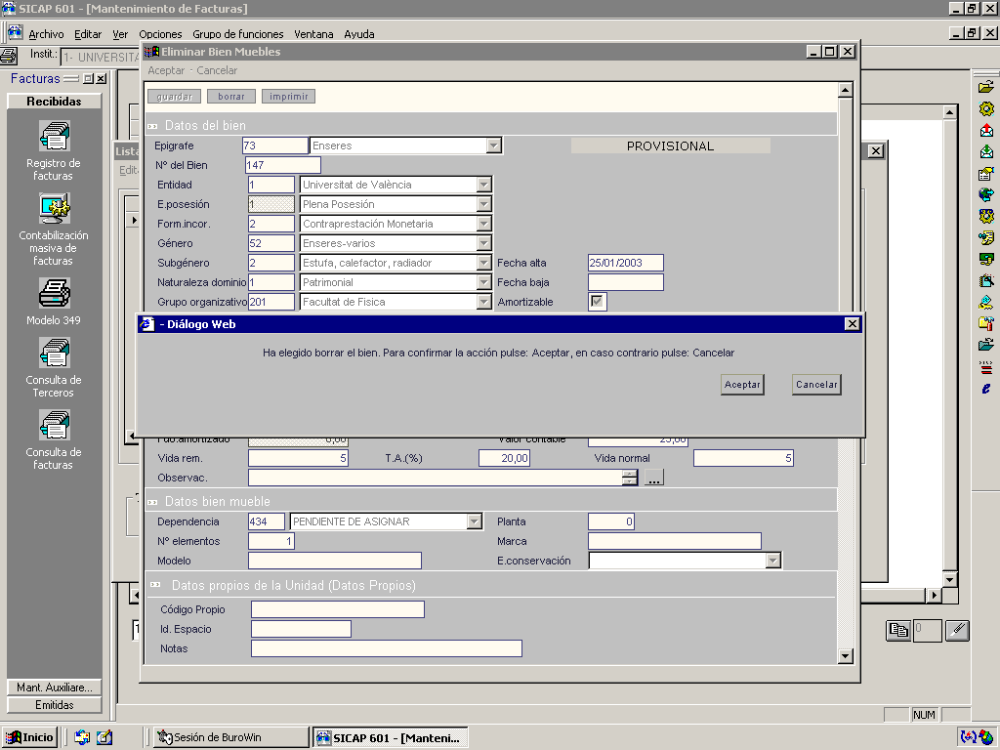 SICAP 601 - [Mantenimiento de Facturas]
Archivo Editar Ver Opciones Grupo de funciones Ventana Ayuda
Instit.: 1- UNIVERSITA
Facturas
Recibidas
Registro de
facturas
Contabilización
masiva de
facturas
Modelo 349
Consulta de
Terceros
Consulta de
facturas
Mant. Auxiliare...
Emitidas
Lista
Edit
Eliminar Bien Muebles
Aceptar - Cancelar
guardar borrar imprimir
Datos del bien
Epigrafe 73 Enseres PROVISIONAL
Nº del Bien 147
Entidad 1 Universitat de València
E.posesión 1 Plena Posesión
Form.incor. 2 Contraprestación Monetaria
Género 52 Enseres-varios
Subgénero 2 Estufa, calefactor, radiador Fecha alta 25/01/2003
Naturaleza dominio 1 Patrimonial Fecha baja
Grupo organizativo 201 Facultat de Fisica Amortizable
- Diálogo Web
Ha elegido borrar el bien. Para confirmar la acción pulse: Aceptar, en caso contrario pulse: Cancelar
Aceptar Cancelar
Vida rem. 5 T.A.(%) 20,00 Vida normal 5
Observac. ...
Datos bien mueble
Dependencia 434 PENDIENTE DE ASIGNAR Planta 0
Nº elementos 1 Marca
Modelo E.conservación
Datos propios de la Unidad (Datos Propios)
Código Propio
Id. Espacio
Notas
0
NUM
Inicio Sesión de BuroWin SICAP 601 - [Manteni...